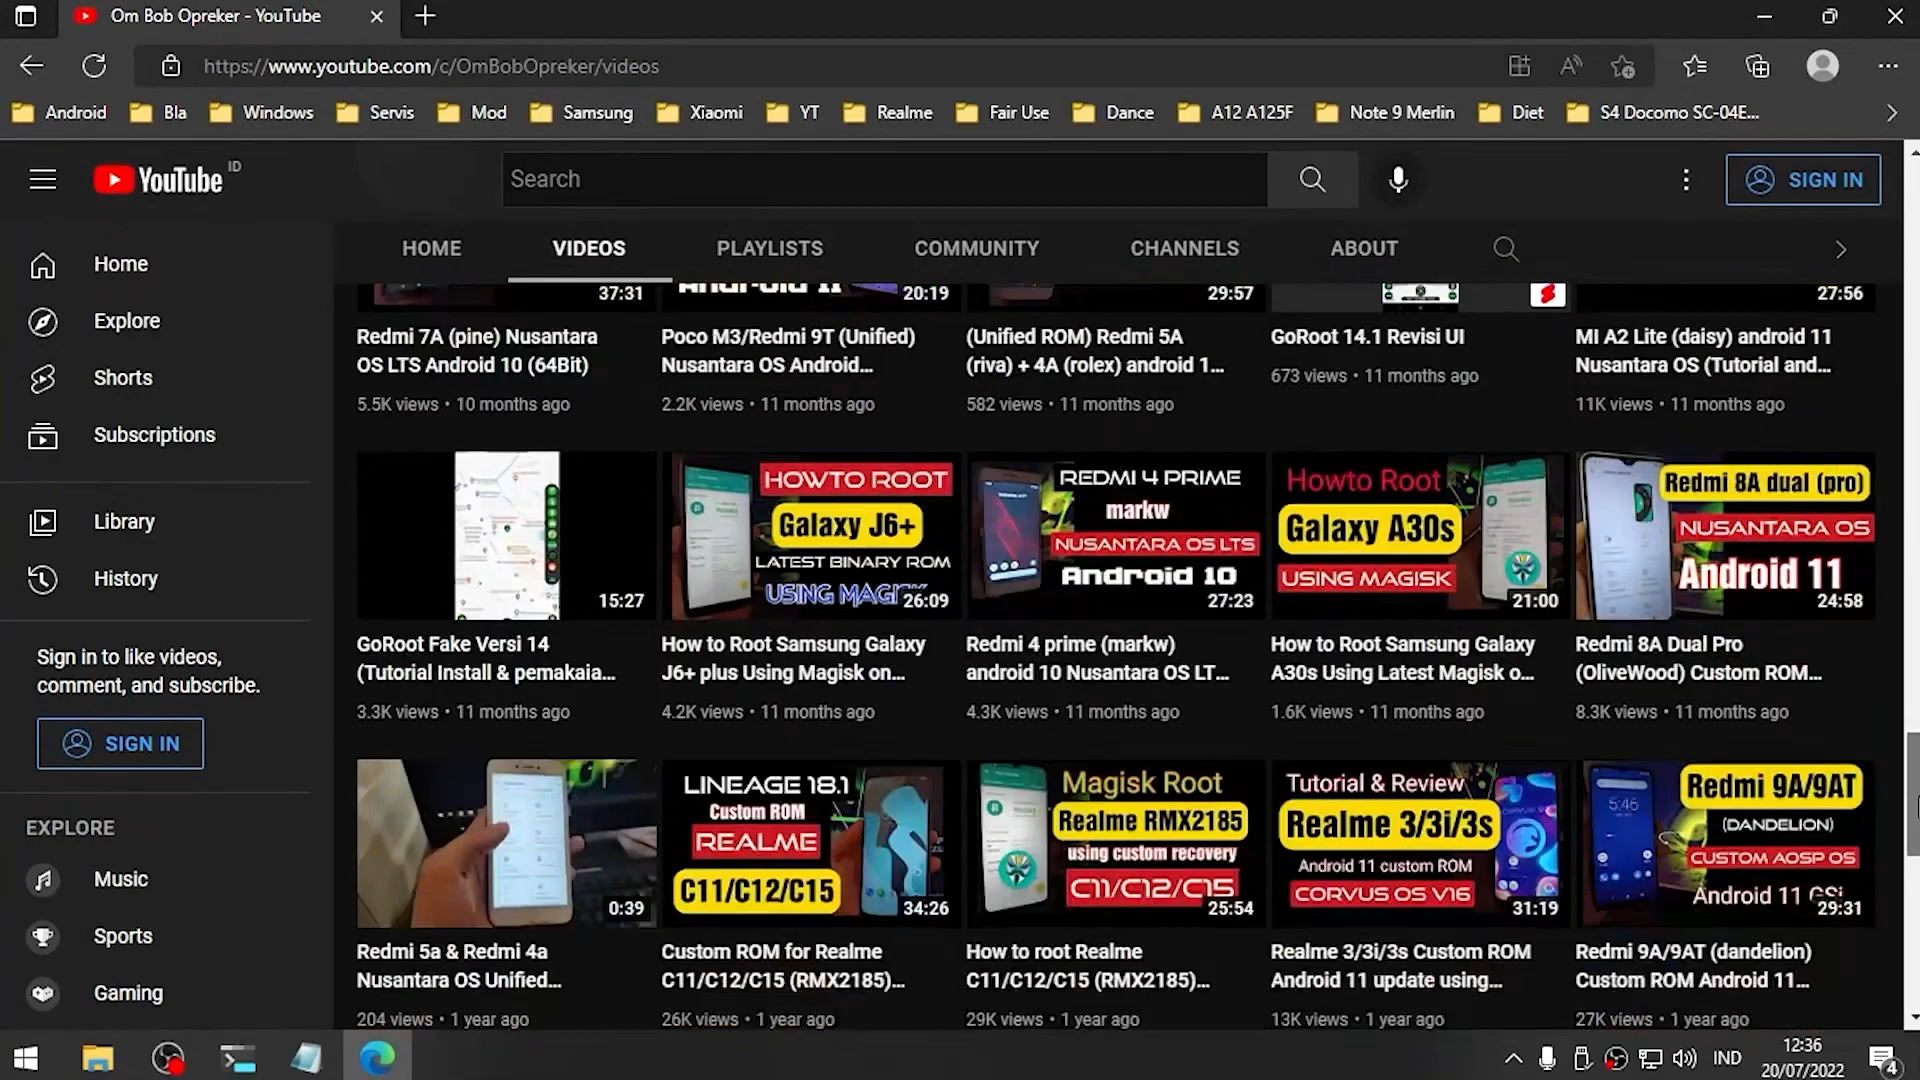 Om Bob Opreker - YouTube
https://www.youtube.com/c/OmBobOpreker/videos
Android Bla Windows Servis Mod Samsung Xiaomi YT Realme Fair Use Dance A12 A125F Note 9 Merlin Diet S4 Docomo SC-04E...
YouTube ID
Search
SIGN IN
HOME VIDEOS PLAYLISTS COMMUNITY CHANNELS ABOUT
Home
Explore
Shorts
Subscriptions
Library
History
Sign in to like videos,
comment, and subscribe.
SIGN IN
EXPLORE
Music
Sports
Gaming
37:31
Redmi 7A (pine) Nusantara
OS LTS Android 10 (64Bit)
5.5K views • 10 months ago
Android 11
20:19
Poco M3/Redmi 9T (Unified)
Nusantara OS Android...
2.2K views • 11 months ago
29:57
(Unified ROM) Redmi 5A
(riva) + 4A (rolex) android 1...
582 views • 11 months ago
GoRoot 14.1 Revisi UI
673 views • 11 months ago
27:56
MI A2 Lite (daisy) android 11
Nusantara OS (Tutorial and...
11K views • 11 months ago
15:27
GoRoot Fake Versi 14
(Tutorial Install & pemakaia...
3.3K views • 11 months ago
HOWTO ROOT
Galaxy J6+
LATEST BINARY ROM
USING MAGISK
26:09
How to Root Samsung Galaxy
J6+ plus Using Magisk on...
4.2K views • 11 months ago
REDMI 4 PRIME
markw
NUSANTARA OS LTS
Android 10
27:23
Redmi 4 prime (markw)
android 10 Nusantara OS LT...
4.3K views • 11 months ago
Howto Root
Galaxy A30s
USING MAGISK
21:00
How to Root Samsung Galaxy
A30s Using Latest Magisk o...
1.6K views • 11 months ago
Redmi 8A dual (pro)
NUSANTARA OS
Android 11
24:58
Redmi 8A Dual Pro
(OliveWood) Custom ROM...
8.3K views • 11 months ago
0:39
Redmi 5a & Redmi 4a
Nusantara OS Unified...
204 views • 1 year ago
LINEAGE 18.1
Custom ROM
REALME
C11/C12/C15
34:26
Custom ROM for Realme
C11/C12/C15 (RMX2185)...
26K views • 1 year ago
Magisk Root
Realme RMX2185
using custom recovery
C11/C12/C15
25:54
How to root Realme
C11/C12/C15 (RMX2185)...
29K views • 1 year ago
Tutorial & Review
Realme 3/3i/3s
Android 11 custom ROM
CORVUS OS V16
31:19
Realme 3/3i/3s Custom ROM
Android 11 update using...
13K views • 1 year ago
5:46
Redmi 9A/9AT
(DANDELION)
CUSTOM AOSP OS
Android 11 GSI
29:31
Redmi 9A/9AT (dandelion)
Custom ROM Android 11...
27K views • 1 year ago
IND
12:36
20/07/2022
4